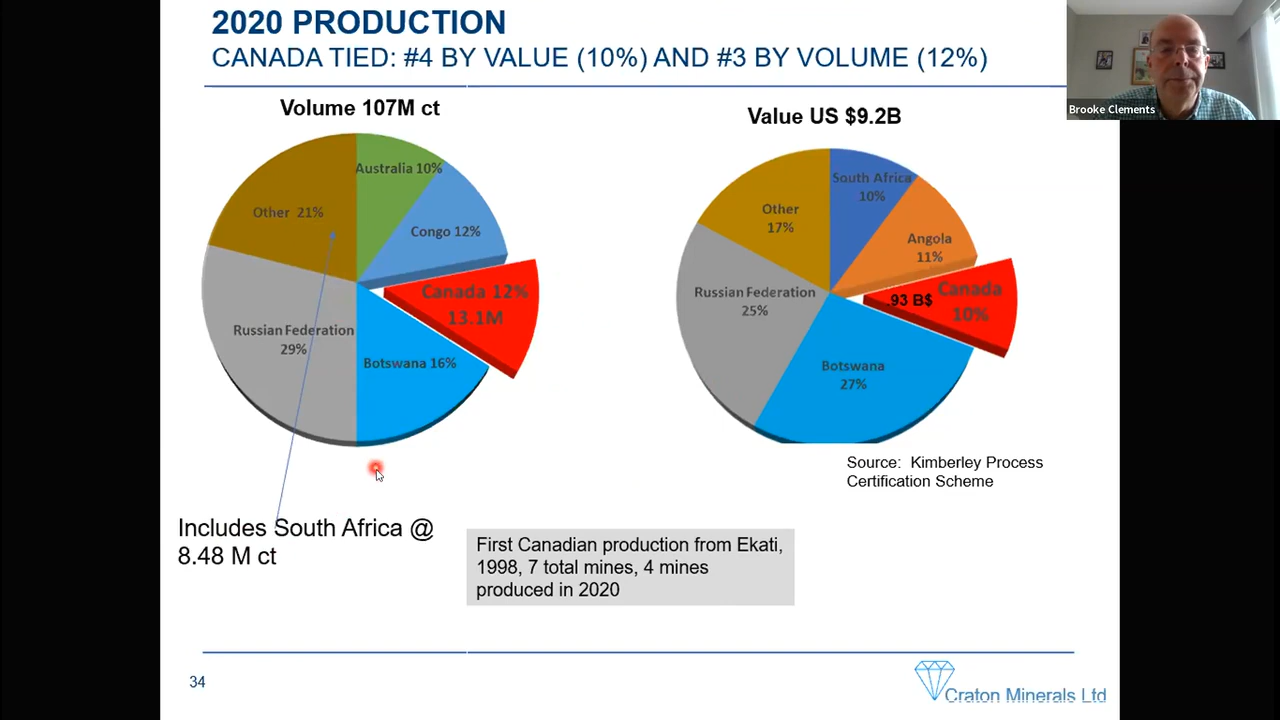 2020 PRODUCTION
CANADA TIED: #4 BY VALUE (10%) AND #3 BY VOLUME (12%)
Brooke Clements
Volume 107M ct
Australia 10%
Congo 12%
Canada 12%
13.1M
Botswana 16%
Russian Federation
29%
Other 21%
Value US $9.2B
South Africa
10%
Angola
11%
.93 B$
Canada
10%
Botswana
27%
Russian Federation
25%
Other
17%
Source: Kimberley Process
Certification Scheme
Includes South Africa @
8.48 M ct
First Canadian production from Ekati,
1998, 7 total mines, 4 mines
produced in 2020
34
Craton Minerals Ltd